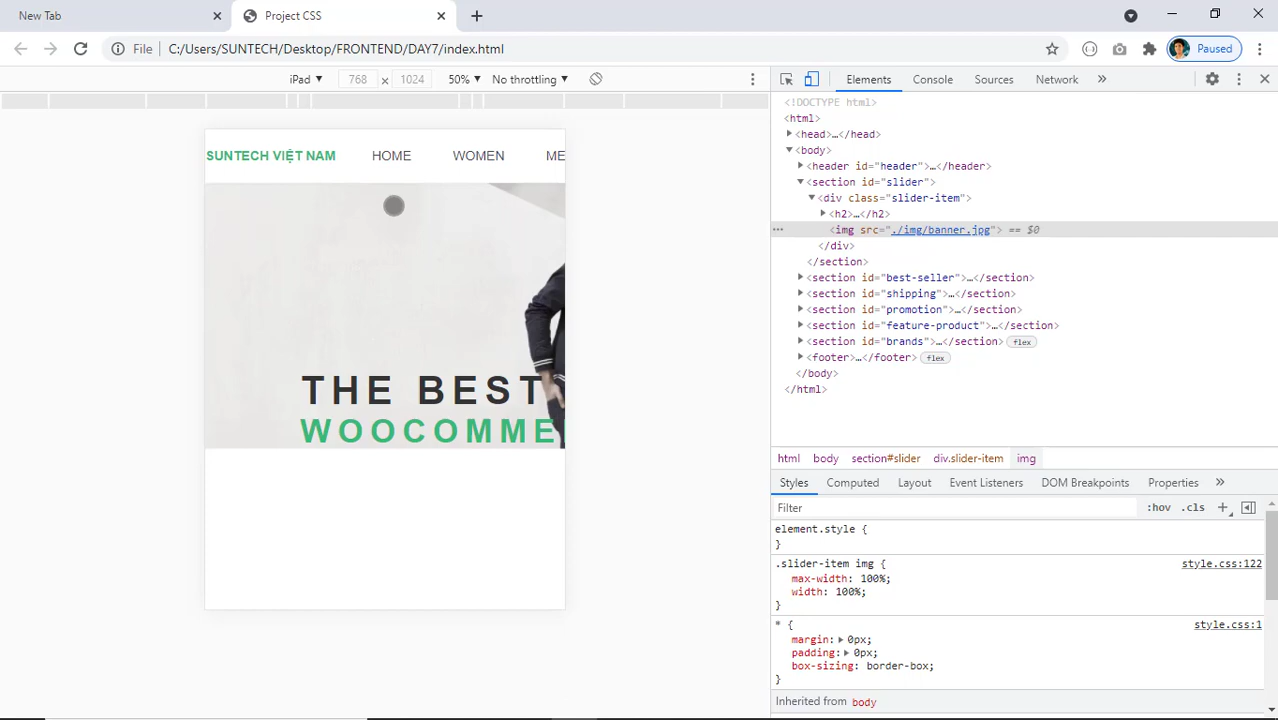 New Tab
Project CSS
File C:/Users/SUNTECH/Desktop/FRONTEND/DAY7/index.html
Paused
iPad 768 × 1024 50% No throttling
Elements Console Sources Network »
SUNTECH VIỆT NAM HOME WOMEN ME
THE BEST
WOOCOMME
<!DOCTYPE html>
<html>
<head>…</head>
<body>
<header id="header">…</header>
<section id="slider">
<div class="slider-item">
<h2>…</h2>
… <img src="./img/banner.jpg"> == $0
</div>
</section>
<section id="best-seller">…</section>
<section id="shipping">…</section>
<section id="promotion">…</section>
<section id="feature-product">…</section>
<section id="brands">…</section> flex
<footer>…</footer> flex
</body>
</html>
html body section#slider div.slider-item img
Styles Computed Layout Event Listeners DOM Breakpoints Properties »
Filter :hov .cls +
element.style {
}
.slider-item img { style.css:122
max-width: 100%;
width: 100%;
}
* { style.css:1
margin: 0px;
padding: 0px;
box-sizing: border-box;
}
Inherited from body